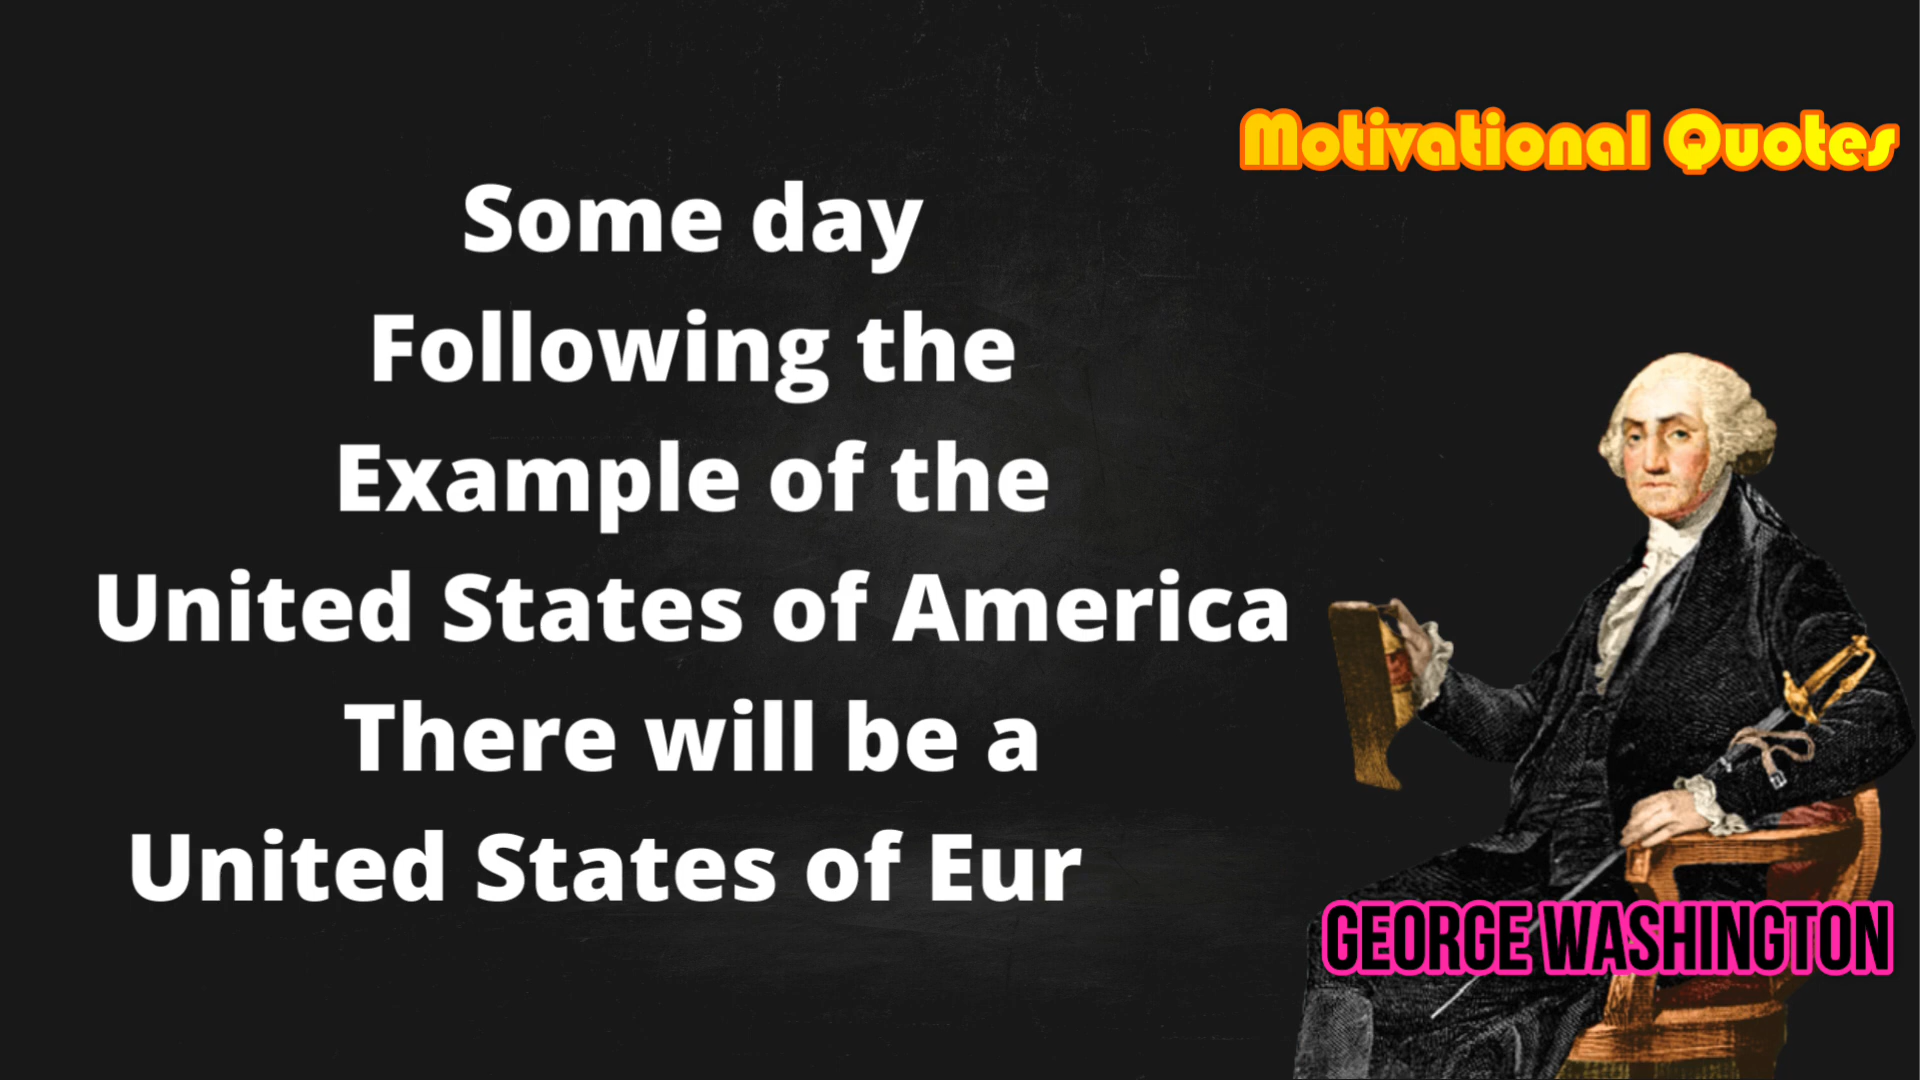 Motivational Quotes
Some day
Following the
Example of the
United States of America
There will be a
United States of Eur
GEORGE WASHINGTON